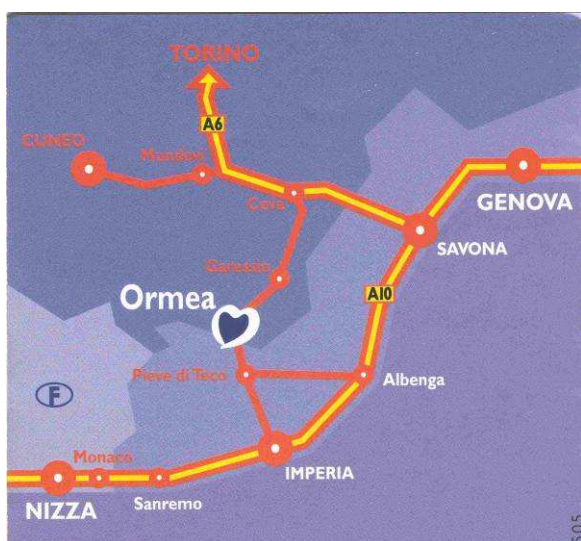 TORINO
A6
CUNEO
Mondovì
Ceva
GENOVA
SAVONA
Garessio
Ormea
A10
Pieve di Teco
Albenga
F
Monaco
IMPERIA
NIZZA
Sanremo